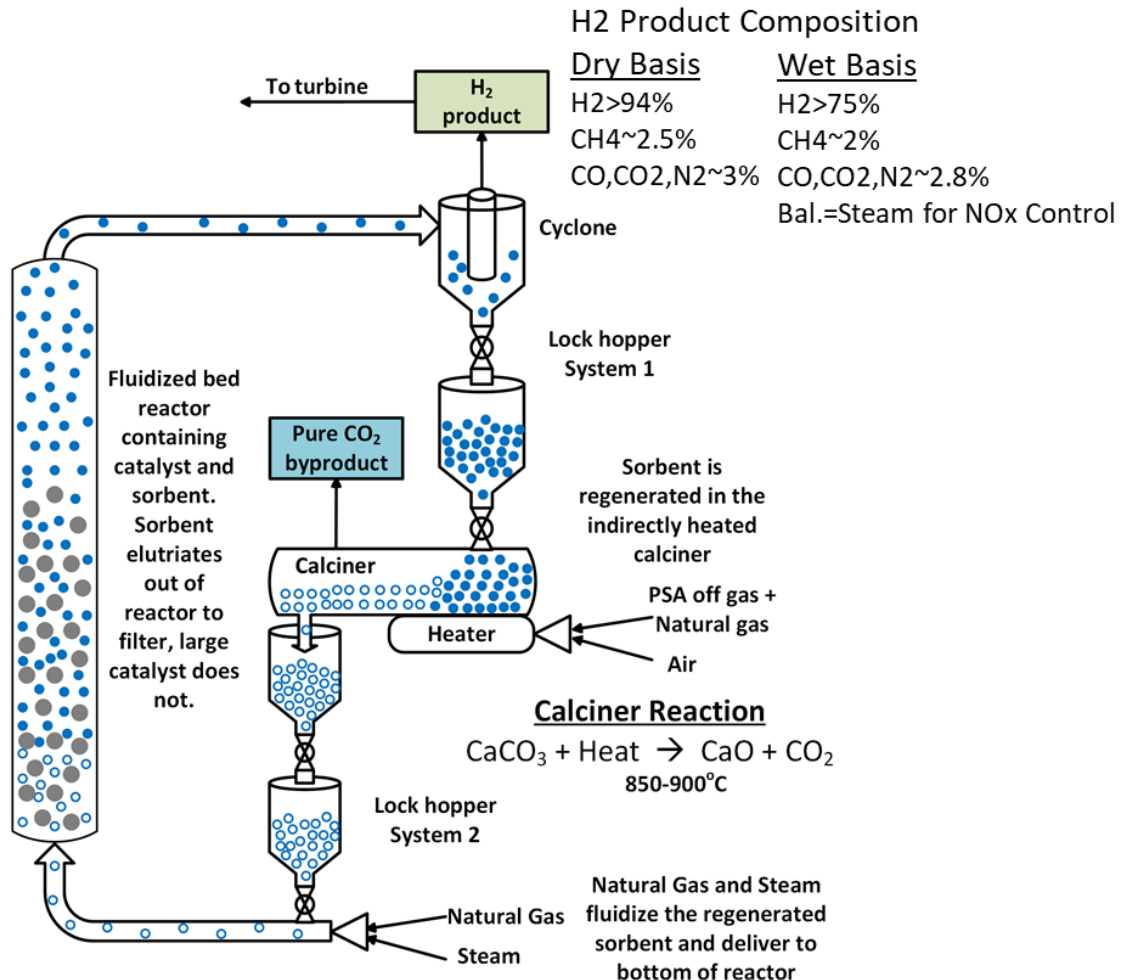 H2 Product Composition
Dry Basis
H2>94%
CH4~2.5%
CO,CO2,N2~3%
Wet Basis
H2>75%
CH4~2%
CO,CO2,N2~2.8%
Bal.=Steam for NOx Control
To turbine
H₂
product
Cyclone
Lock hopper
System 1
Fluidized bed
reactor
containing
catalyst and
sorbent.
Sorbent
elutriates
out of
reactor to
filter, large
catalyst does
not.
Pure CO₂
byproduct
Sorbent is
regenerated in the
indirectly heated
calciner
Calciner
Heater
PSA off gas +
Natural gas
Air
Calciner Reaction
CaCO₃ + Heat → CaO + CO₂
850-900°C
Lock hopper
System 2
Natural Gas
Steam
Natural Gas and Steam
fluidize the regenerated
sorbent and deliver to
bottom of reactor